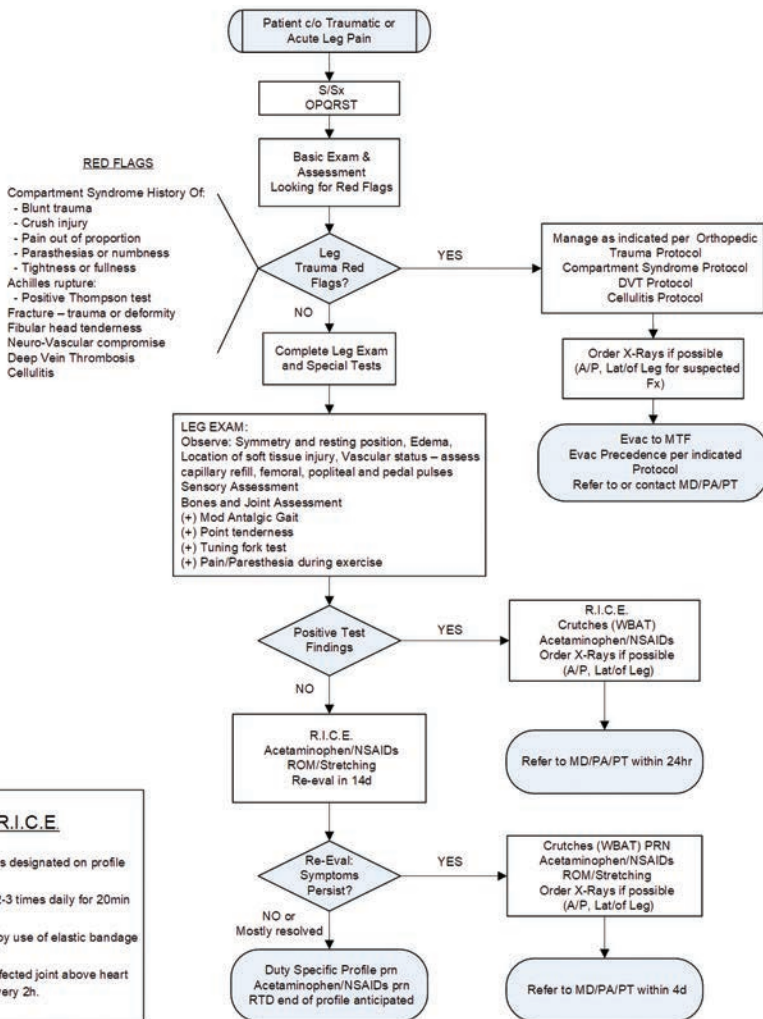 Patient c/o Traumatic or
Acute Leg Pain
S/Sx
OPQRST
Basic Exam &
Assessment
Looking for Red Flags
RED FLAGS
Compartment Syndrome History Of:
- Blunt trauma
- Crush injury
- Pain out of proportion
- Parasthesias or numbness
- Tightness or fullness
Achilles rupture:
- Positive Thompson test
Fracture – trauma or deformity
Fibular head tenderness
Neuro-Vascular compromise
Deep Vein Thrombosis
Cellulitis
Leg
Trauma Red
Flags?
YES
Manage as indicated per Orthopedic
Trauma Protocol
Compartment Syndrome Protocol
DVT Protocol
Cellulitis Protocol
Order X-Rays if possible
(A/P, Lat/of Leg for suspected
Fx)
Evac to MTF
Evac Precedence per indicated
Protocol
Refer to or contact MD/PA/PT
NO
Complete Leg Exam
and Special Tests
LEG EXAM:
Observe: Symmetry and resting position, Edema,
Location of soft tissue injury, Vascular status – assess
capillary refill, femoral, popliteal and pedal pulses
Sensory Assessment
Bones and Joint Assessment
(+) Mod Antalgic Gait
(+) Point tenderness
(+) Tuning fork test
(+) Pain/Paresthesia during exercise
Positive Test
Findings
YES
R.I.C.E.
Crutches (WBAT)
Acetaminophen/NSAIDs
Order X-Rays if possible
(A/P, Lat/of Leg)
Refer to MD/PA/PT within 24hr
NO
R.I.C.E.
Acetaminophen/NSAIDs
ROM/Stretching
Re-eval in 14d
Re-Eval:
Symptoms
Persist?
YES
Crutches (WBAT) PRN
Acetaminophen/NSAIDs
ROM/Stretching
Order X-Rays if possible
(A/P, Lat/of Leg)
Refer to MD/PA/PT within 4d
NO or
Mostly resolved
Duty Specific Profile prn
Acetaminophen/NSAIDs prn
RTD end of profile anticipated
R.I.C.E.
s designated on profile
2-3 times daily for 20min
by use of elastic bandage
fected joint above heart
very 2h.